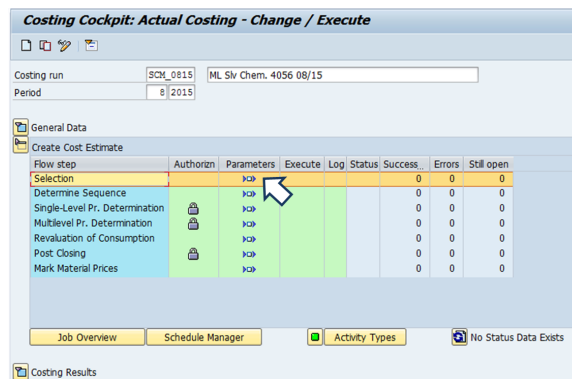 Costing Cockpit: Actual Costing - Change / Execute
Costing run SCM_0815 ML Slv Chem. 4056 08/15
Period 8 2015
General Data
Create Cost Estimate
Flow step Authorizn Parameters Execute Log Status Success... Errors Still open
Selection 0 0 0
Determine Sequence 0 0 0
Single-Level Pr. Determination 0 0 0
Multilevel Pr. Determination 0 0 0
Revaluation of Consumption 0 0 0
Post Closing 0 0 0
Mark Material Prices 0 0 0
Job Overview Schedule Manager Activity Types No Status Data Exists
Costing Results